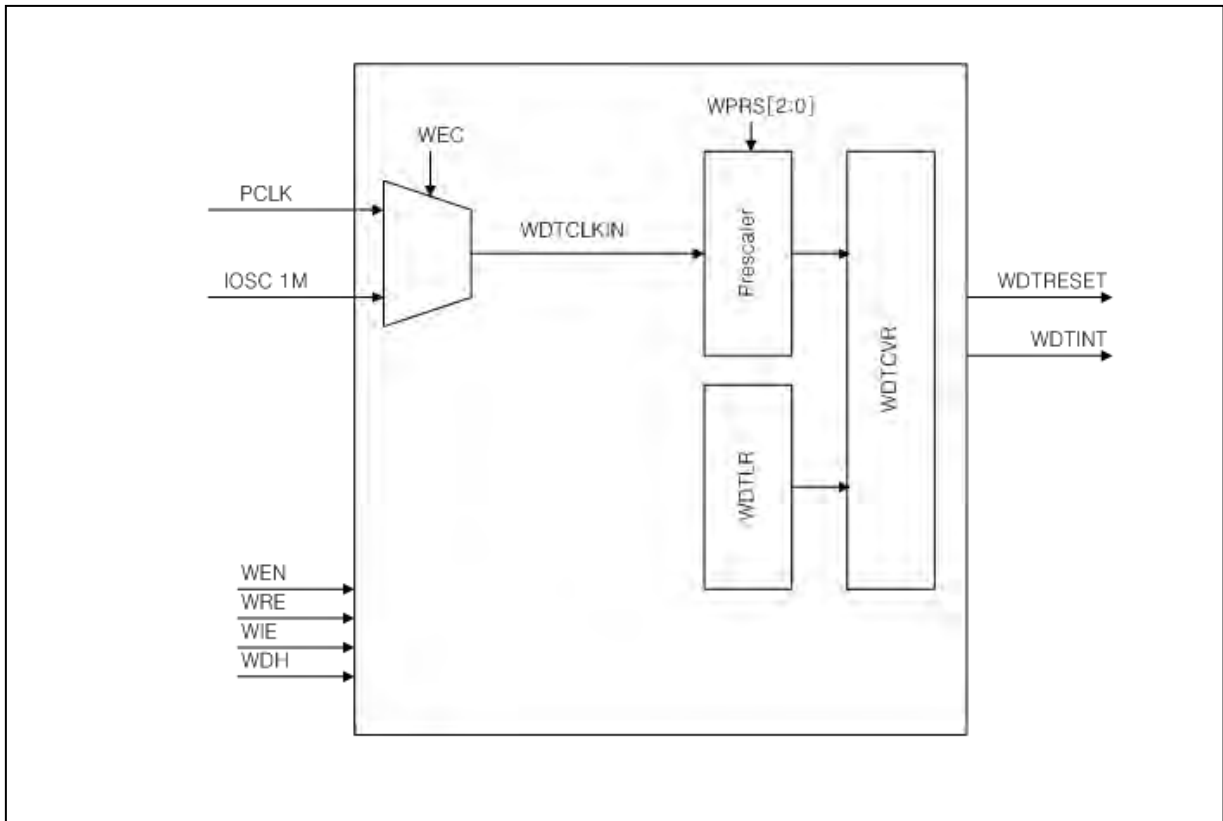 WPRS[2:0]
WEC
PCLK
WDTCLKIN
Prescaler
IOSC 1M
WDTCVR
WDTRESET
WDTINT
WDTLR
WEN
WRE
WIE
WDH